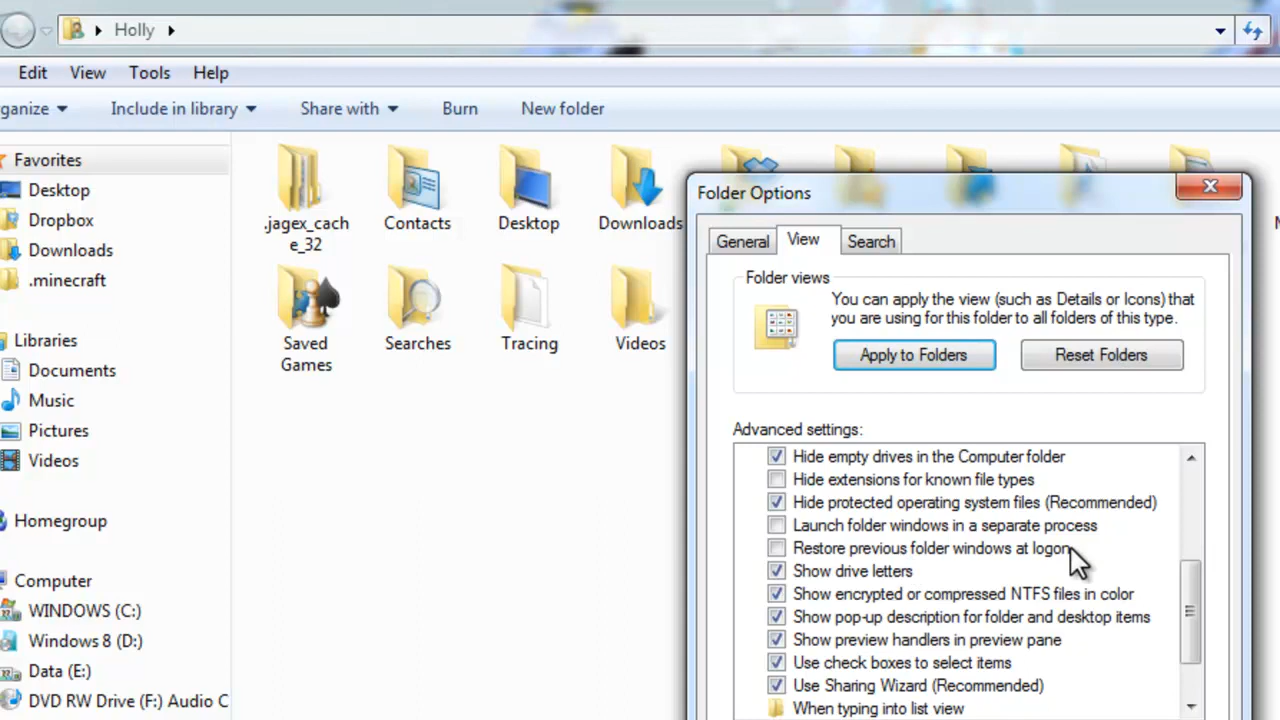 Holly
Edit View Tools Help
ganize Include in library Share with Burn New folder
Favorites
Desktop
Dropbox
Downloads
.minecraft
Libraries
Documents
Music
Pictures
Videos
Homegroup
Computer
WINDOWS (C:)
Windows 8 (D:)
Data (E:)
DVD RW Drive (F:) Audio C
.jagex_cach
e_32
Contacts
Desktop
Downloads
Saved
Games
Searches
Tracing
Videos
Folder Options
General View Search
Folder views
You can apply the view (such as Details or Icons) that
you are using for this folder to all folders of this type.
Apply to Folders Reset Folders
Advanced settings:
Hide empty drives in the Computer folder
Hide extensions for known file types
Hide protected operating system files (Recommended)
Launch folder windows in a separate process
Restore previous folder windows at logon
Show drive letters
Show encrypted or compressed NTFS files in color
Show pop-up description for folder and desktop items
Show preview handlers in preview pane
Use check boxes to select items
Use Sharing Wizard (Recommended)
When typing into list view